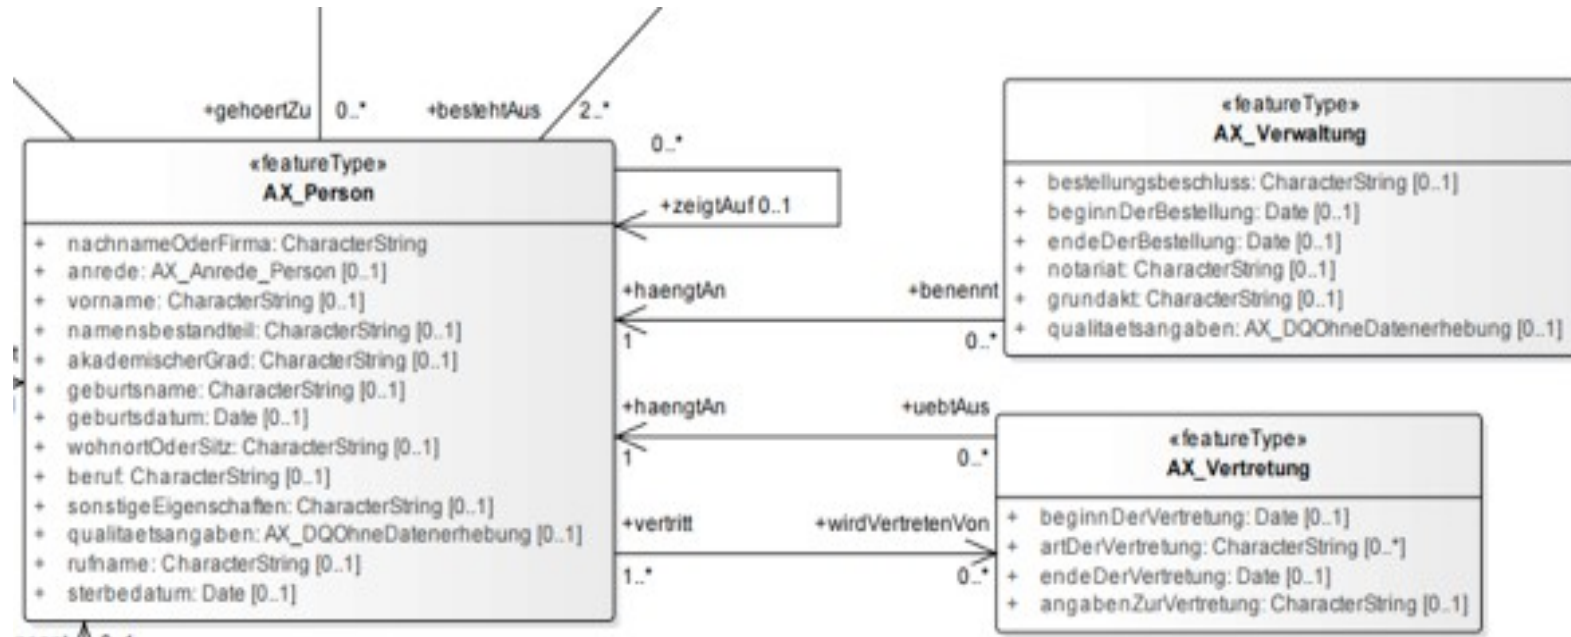 +gehoertZu 0..* +bestehtAus 2..*
«featureType»
AX_Person
+ nachnameOderFirma: CharacterString
+ anrede: AX_Anrede_Person [0..1]
+ vorname: CharacterString [0..1]
+ namensbestandteil: CharacterString [0..1]
+ akademischerGrad: CharacterString [0..1]
+ geburtsname: CharacterString [0..1]
+ geburtsdatum: Date [0..1]
+ wohnortOderSitz: CharacterString [0..1]
+ beruf: CharacterString [0..1]
+ sonstigeEigenschaften: CharacterString [0..1]
+ qualitaetsangaben: AX_DQOhneDatenerhebung [0..1]
+ rufname: CharacterString [0..1]
+ sterbedatum: Date [0..1]
0..*
+zeigtAuf 0..1
+haengtAn +benennt
1 0..*
+haengtAn +uebtAus
1 0..*
+vertritt +wirdVertretenVon
1..* 0..*
«featureType»
AX_Verwaltung
+ bestellungsbeschluss: CharacterString [0..1]
+ beginnDerBestellung: Date [0..1]
+ endeDerBestellung: Date [0..1]
+ notariat: CharacterString [0..1]
+ grundakt: CharacterString [0..1]
+ qualitaetsangaben: AX_DQOhneDatenerhebung [0..1]
«featureType»
AX_Vertretung
+ beginnDerVertretung: Date [0..1]
+ artDerVertretung: CharacterString [0..*]
+ endeDerVertretung: Date [0..1]
+ angabenZurVertretung: CharacterString [0..1]